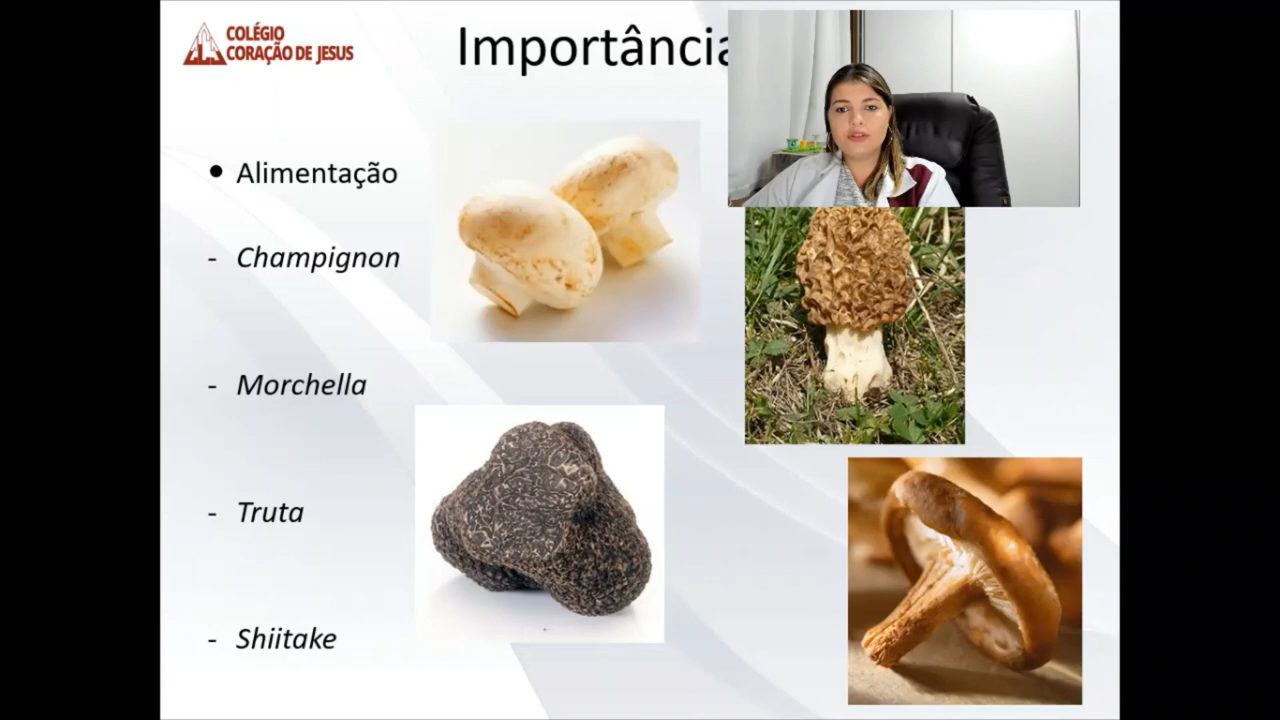 COLÉGIO
CORAÇÃO DE JESUS
Importância
• Alimentação
- Champignon
- Morchella
- Truta
- Shiitake